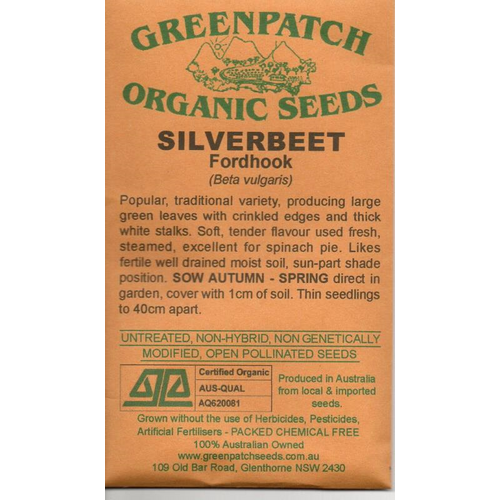 GREENPATCH
ORGANIC SEEDS
SILVERBEET
Fordhook
(Beta vulgaris)
Popular, traditional variety, producing large
green leaves with crinkled edges and thick
white stalks. Soft, tender flavour used fresh,
steamed, excellent for spinach pie. Likes
fertile well drained moist soil, sun-part shade
position. SOW AUTUMN - SPRING direct in
garden, cover with 1cm of soil. Thin seedlings
to 40cm apart.
UNTREATED, NON-HYBRID, NON GENETICALLY
MODIFIED, OPEN POLLINATED SEEDS
Certified Organic
AUS-QUAL
AQ620081
Produced in Australia
from local & imported
seeds.
Grown without the use of Herbicides, Pesticides,
Artificial Fertilisers - PACKED CHEMICAL FREE
100% Australian Owned
www.greenpatchseeds.com.au
109 Old Bar Road, Glenthorne NSW 2430